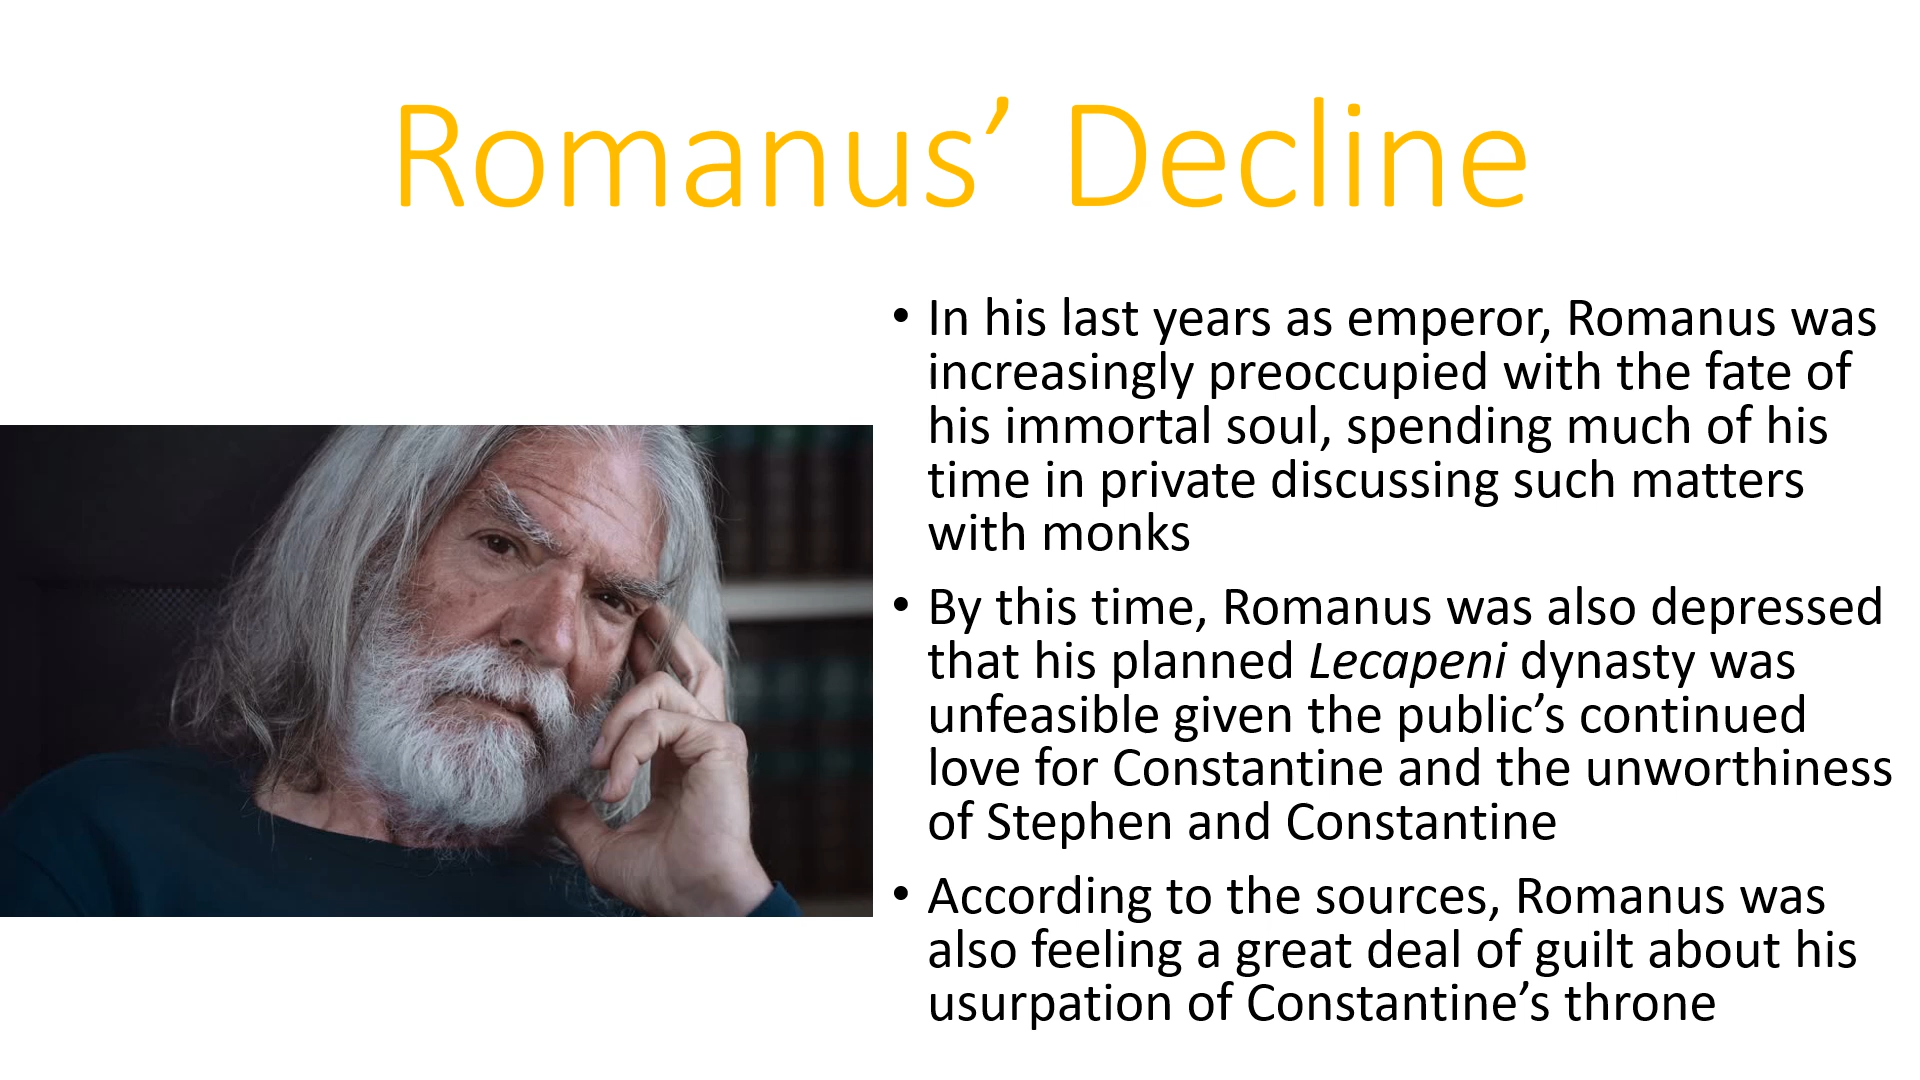 Romanus’ Decline
• In his last years as emperor, Romanus was
increasingly preoccupied with the fate of
his immortal soul, spending much of his
time in private discussing such matters
with monks
• By this time, Romanus was also depressed
that his planned Lecapeni dynasty was
unfeasible given the public’s continued
love for Constantine and the unworthiness
of Stephen and Constantine
• According to the sources, Romanus was
also feeling a great deal of guilt about his
usurpation of Constantine’s throne